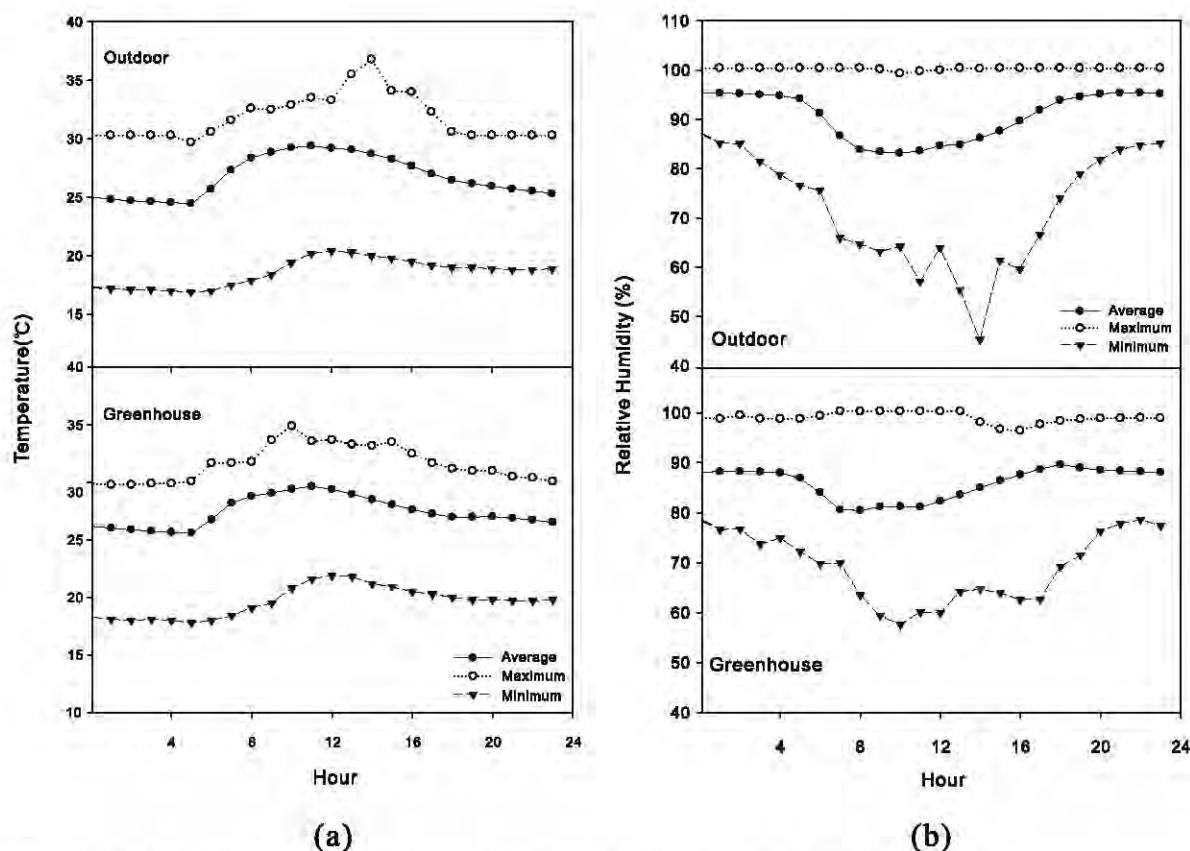 Outdoor
40
35
30
25
20
15
40
Greenhouse
35
30
25
20
15
10
Average
Maximum
Minimum
4 8 12 16 20 24
Hour
Temperature(℃)
(a)
110
100
90
80
70
60
50
40
Average
Maximum
Minimum
Outdoor
100
90
80
70
60
50
40
Greenhouse
4 8 12 16 20 24
Hour
Relative Humidity (%)
(b)